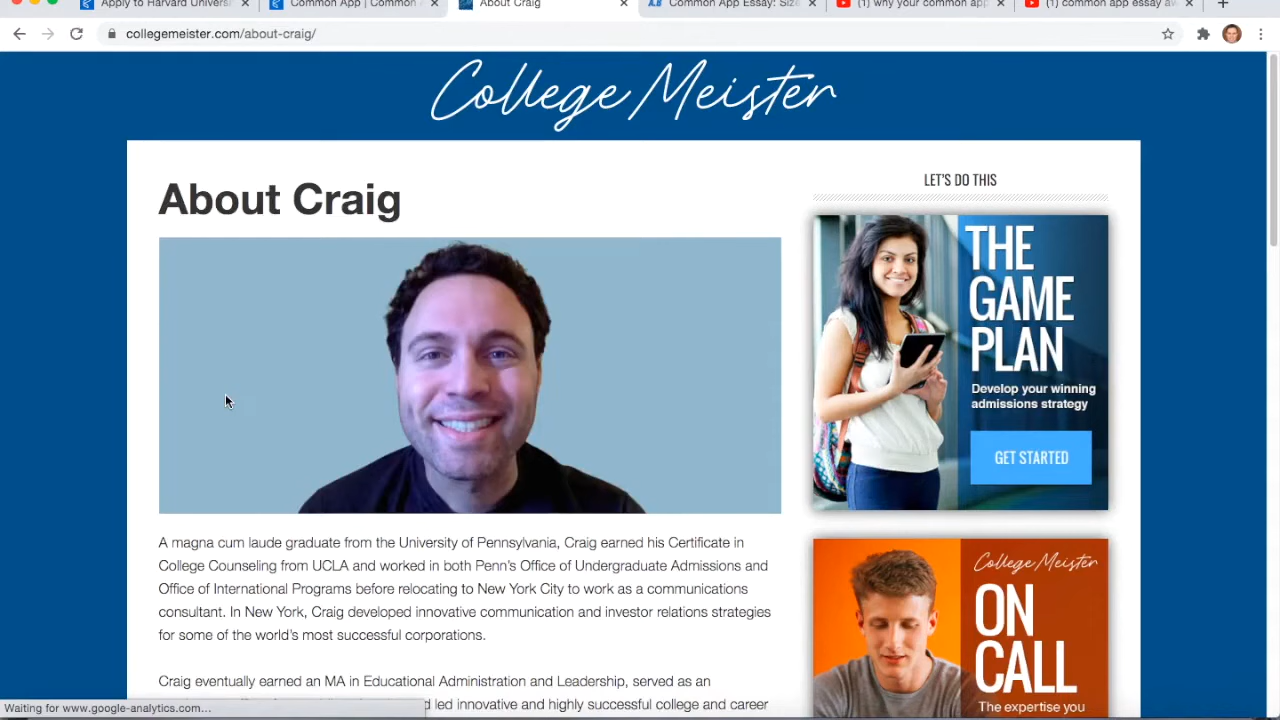 Apply to Harvard Univers
Common App | Common A
About Craig
Common App Essay: Size
(1) why your common app
(1) common app essay aw
collegemeister.com/about-craig/
College Meister
About Craig
LET'S DO THIS
THE
GAME
PLAN
Develop your winning
admissions strategy
GET STARTED
A magna cum laude graduate from the University of Pennsylvania, Craig earned his Certificate in
College Counseling from UCLA and worked in both Penn's Office of Undergraduate Admissions and
Office of International Programs before relocating to New York City to work as a communications
consultant. In New York, Craig developed innovative communication and investor relations strategies
for some of the world's most successful corporations.
Craig eventually earned an MA in Educational Administration and Leadership, served as an
d led innovative and highly successful college and career
College Meister
ON
CALL
The expertise you
Waiting for www.google-analytics.com...